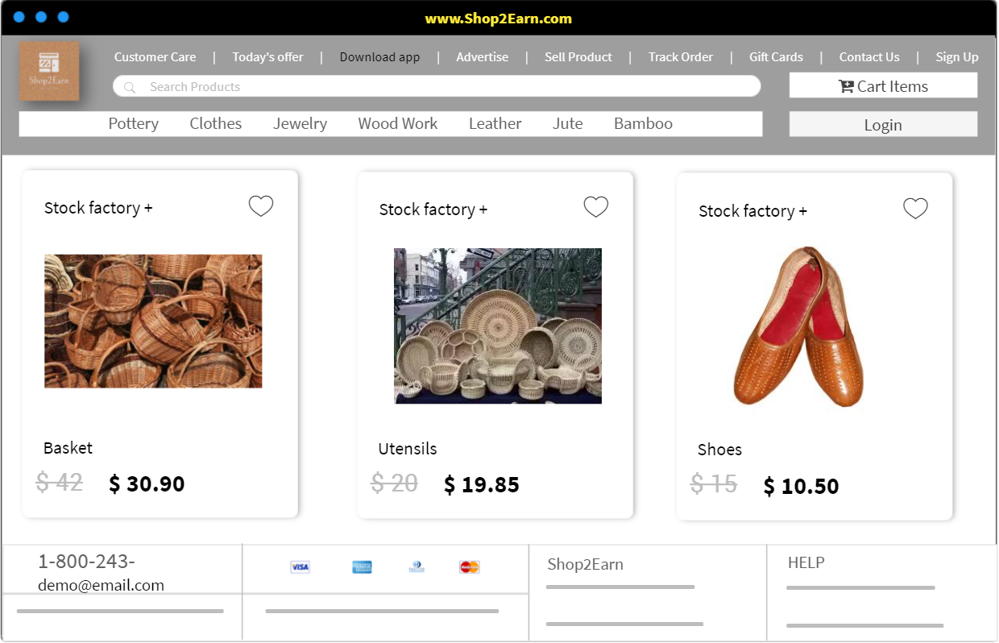 www.Shop2Earn.com
Shop2Earn
Customer Care | Today's offer | Download app | Advertise | Sell Product | Track Order | Gift Cards | Contact Us | Sign Up
Search Products
Cart Items
Pottery Clothes Jewelry Wood Work Leather Jute Bamboo
Login
Stock factory +
Stock factory +
Stock factory +
Basket
Utensils
Shoes
$ 42 $ 30.90
$ 20 $ 19.85
$ 15 $ 10.50
1-800-243-
demo@email.com
VISA
MasterCard
Shop2Earn
HELP